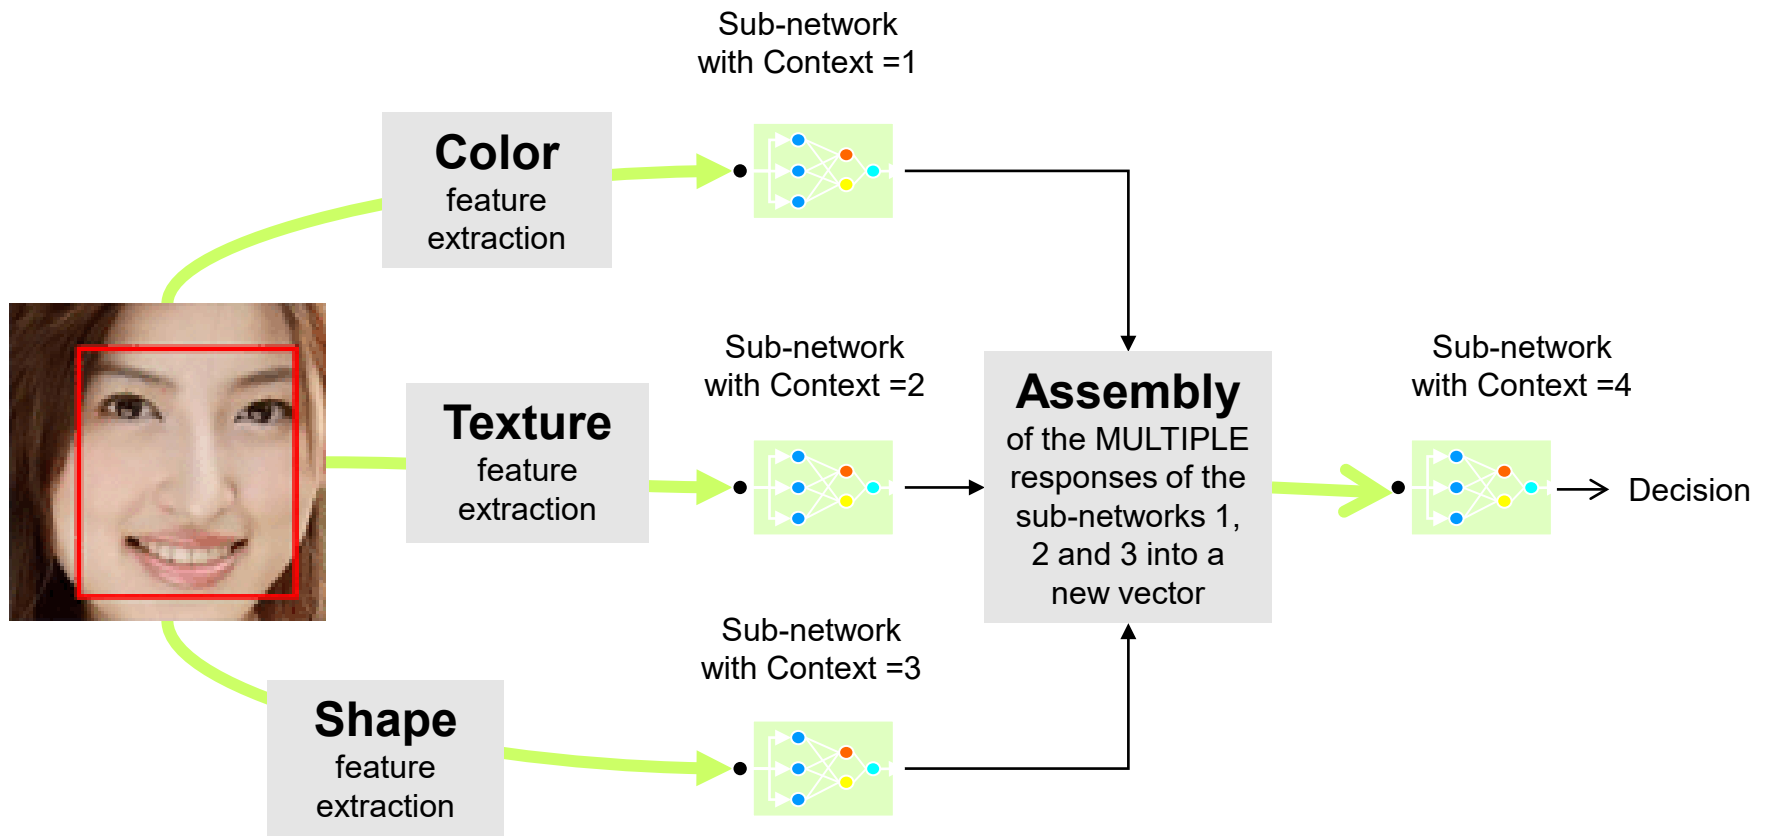 Sub-network
with Context =1
Color
feature
extraction
Sub-network
with Context =2
Texture
feature
extraction
Assembly
of the MULTIPLE
responses of the
sub-networks 1,
2 and 3 into a
new vector
Sub-network
with Context =4
Decision
Sub-network
with Context =3
Shape
feature
extraction